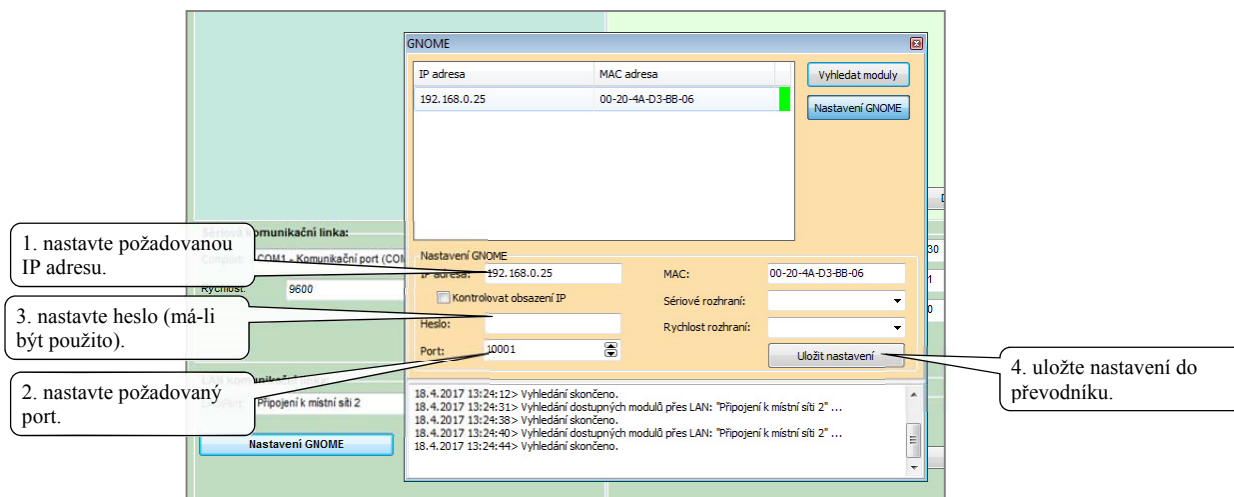 GNOME
IP adresa MAC adresa
192.168.0.25 00-20-4A-D3-BB-06
Vyhledat moduly
Nastavení GNOME
1. nastavte požadovanou
IP adresu.
3. nastavte heslo (má-li
být použito).
2. nastavte požadovaný
port.
4. uložte nastavení do
převodníku.
Sériová komunikační linka:
COM1 - Komunikační port (COM
Rychlost: 9600
LAN komunikační linka:
Připojení k místní síti 2
Nastavení GNOME
Nastavení GNOME
IP adresa: 192.168.0.25
Kontrolovat obsazení IP
Heslo:
Port: 10001
MAC: 00-20-4A-D3-BB-06
Sériové rozhraní:
Rychlost rozhraní:
Uložit nastavení
18.4.2017 13:24:12> Vyhledání skončeno.
18.4.2017 13:24:31> Vyhledání dostupných modulů přes LAN: "Připojení k místní síti 2" ...
18.4.2017 13:24:38> Vyhledání skončeno.
18.4.2017 13:24:40> Vyhledání dostupných modulů přes LAN: "Připojení k místní síti 2" ...
18.4.2017 13:24:44> Vyhledání skončeno.
30
1
0